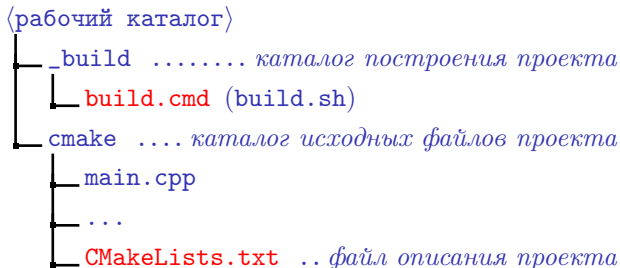 ⟨рабочий каталог⟩
_build ........ каталог построения проекта
build.cmd (build.sh)
cmake .... каталог исходных файлов проекта
main.cpp
...
CMakeLists.txt .. файл описания проекта